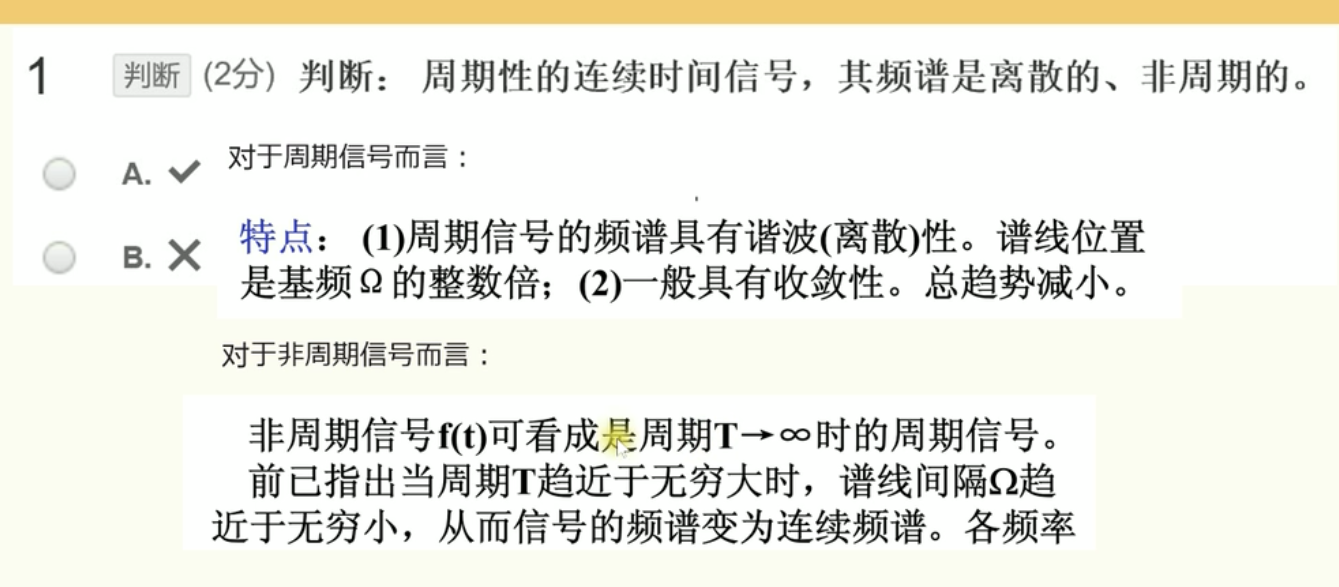 1 判断 (2分) 判断：周期性的连续时间信号，其频谱是离散的、非周期的。
A. ✓ 对于周期信号而言：
特点： (1)周期信号的频谱具有谐波(离散)性。谱线位置
B. ✕ 是基频Ω的整数倍；(2)一般具有收敛性。总趋势减小。
对于非周期信号而言：
非周期信号f(t)可看成是周期T→∞时的周期信号。
前已指出当周期T趋近于无穷大时，谱线间隔Ω趋
近于无穷小，从而信号的频谱变为连续频谱。各频率